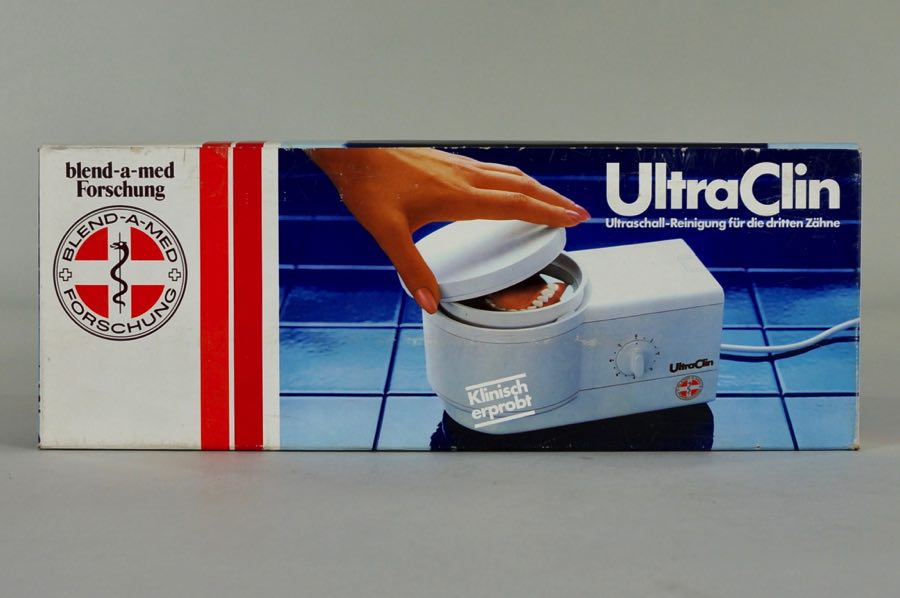 blend-a-med
Forschung
BLEND-A-MED
FORSCHUNG
UltraClin
Ultraschall-Reinigung für die dritten Zähne
Klinisch
erprobt
UltraClin